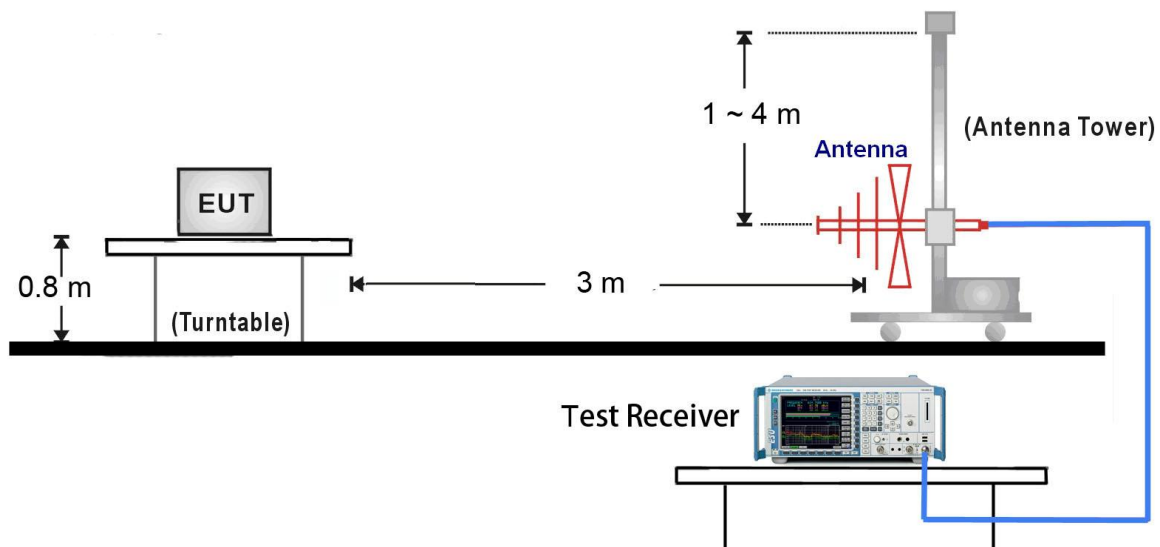 1 ~ 4 m
(Antenna Tower)
Antenna
EUT
0.8 m
3 m
(Turntable)
Test Receiver